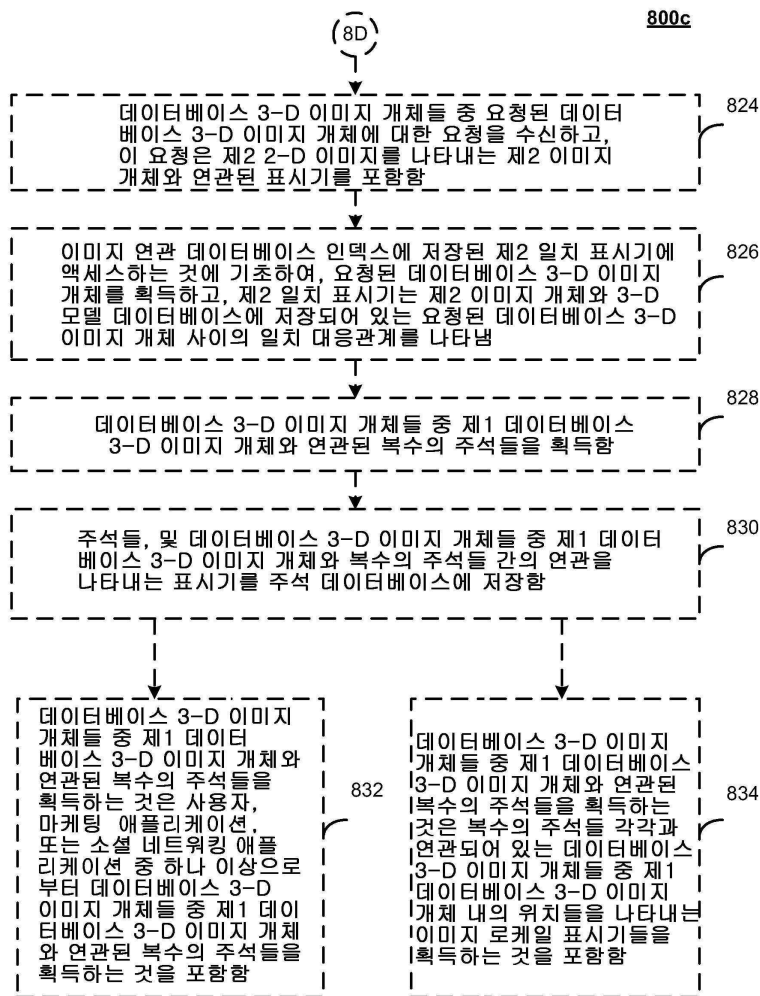 800c
8D
824
데이터베이스 3-D 이미지 개체들 중 요청된 데이터
베이스 3-D 이미지 개체에 대한 요청을 수신하고,
이 요청은 제2 2-D 이미지를 나타내는 제2 이미지
개체와 연관된 표시기를 포함함
826
이미지 연관 데이터베이스 인덱스에 저장된 제2 일치 표시기에
액세스하는 것에 기초하여, 요청된 데이터베이스 3-D 이미지
개체를 획득하고, 제2 일치 표시기는 제2 이미지 개체와 3-D
모델 데이터베이스에 저장되어 있는 요청된 데이터베이스 3-D
이미지 개체 사이의 일치 대응관계를 나타냄
828
데이터베이스 3-D 이미지 개체들 중 제1 데이터베이스
3-D 이미지 개체와 연관된 복수의 주석들을 획득함
830
주석들, 및 데이터베이스 3-D 이미지 개체들 중 제1 데이터
베이스 3-D 이미지 개체와 복수의 주석들 간의 연관을
나타내는 표시기를 주석 데이터베이스에 저장함
데이터베이스 3-D 이미지
개체들 중 제1 데이터
베이스 3-D 이미지 개체와
연관된 복수의 주석들을
획득하는 것은 사용자,
마케팅 애플리케이션,
또는 소셜 네트워킹 애플
리케이션 중 하나 이상으로
부터 데이터베이스 3-D
이미지 개체들 중 제1 데이
터베이스 3-D 이미지 개체
와 연관된 복수의 주석들을
획득하는 것을 포함함
832
데이터베이스 3-D 이미지
개체들 중 제1 데이터베이스
3-D 이미지 개체와 연관된
복수의 주석들을 획득하는
것은 복수의 주석들 각각과
연관되어 있는 데이터베이스
3-D 이미지 개체들 중 제1
데이터베이스 3-D 이미지
개체 내의 위치들을 나타내는
이미지 로케일 표시기들을
획득하는 것을 포함함
834